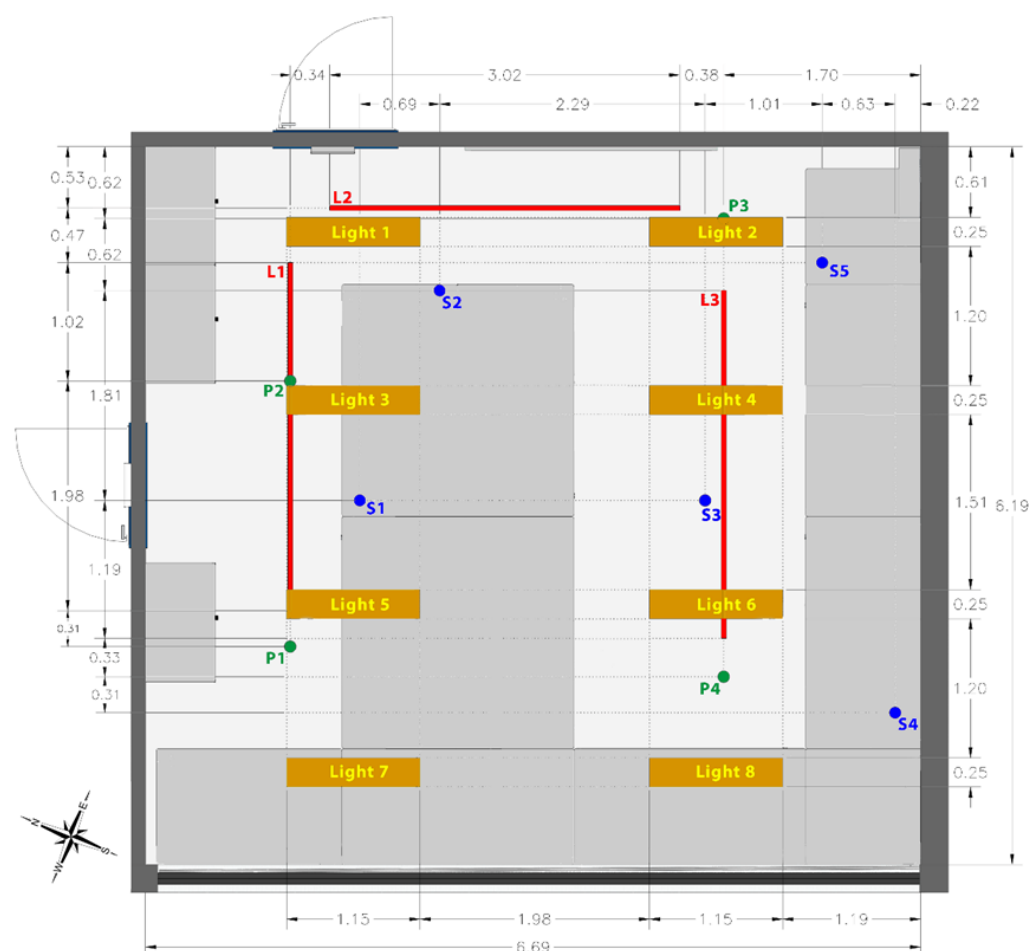 0.34 3.02 0.38 1.70
0.69 2.29 1.01 0.63 0.22
0.53 0.62 0.61
L2
P3
Light 1 Light 2 0.25
0.47
0.62
L1 S5
S2 L3
1.02 1.20
P2
1.81 Light 3 Light 4 0.25
1.98 S1 S3 1.51 6.19
1.19
Light 5 Light 6 0.25
0.31
P1
0.33
P4 1.20
0.31
S4
Light 7 Light 8 0.25
N E S W
1.15 1.98 1.15 1.19
6.69